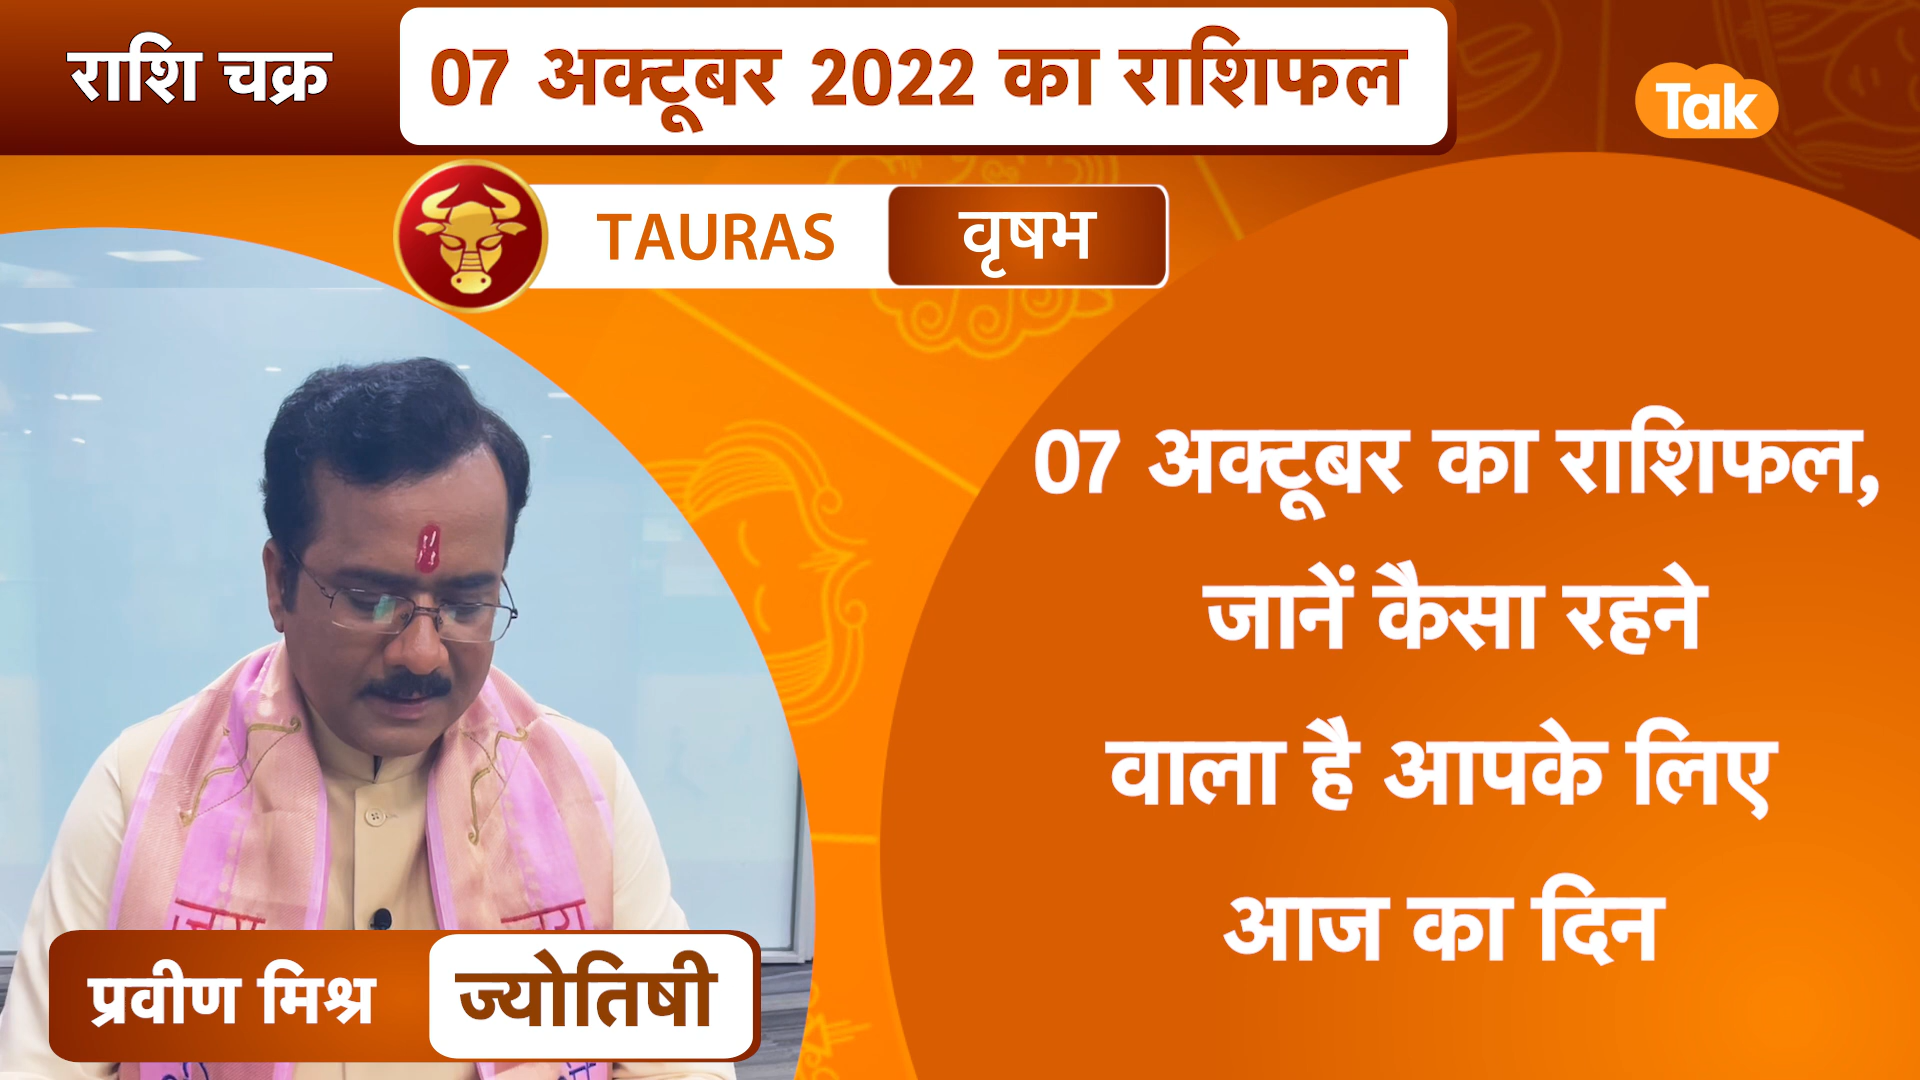 राशि चक्र
07 अक्टूबर 2022 का राशिफल
Tak
TAURAS
वृषभ
07 अक्टूबर का राशिफल,
जानें कैसा रहने
वाला है आपके लिए
आज का दिन
प्रवीण मिश्र
ज्योतिषी